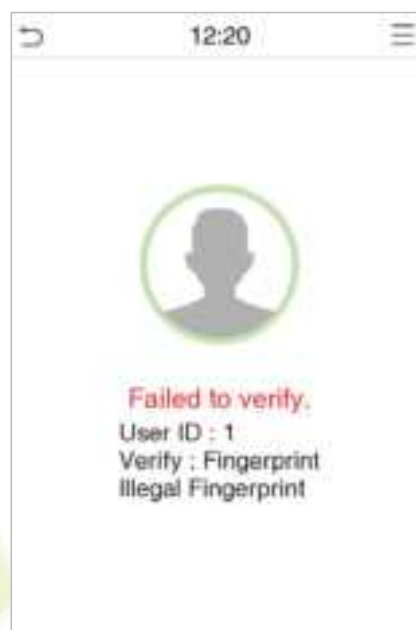 12:20
Failed to verify.
User ID : 1
Verify : Fingerprint
Illegal Fingerprint